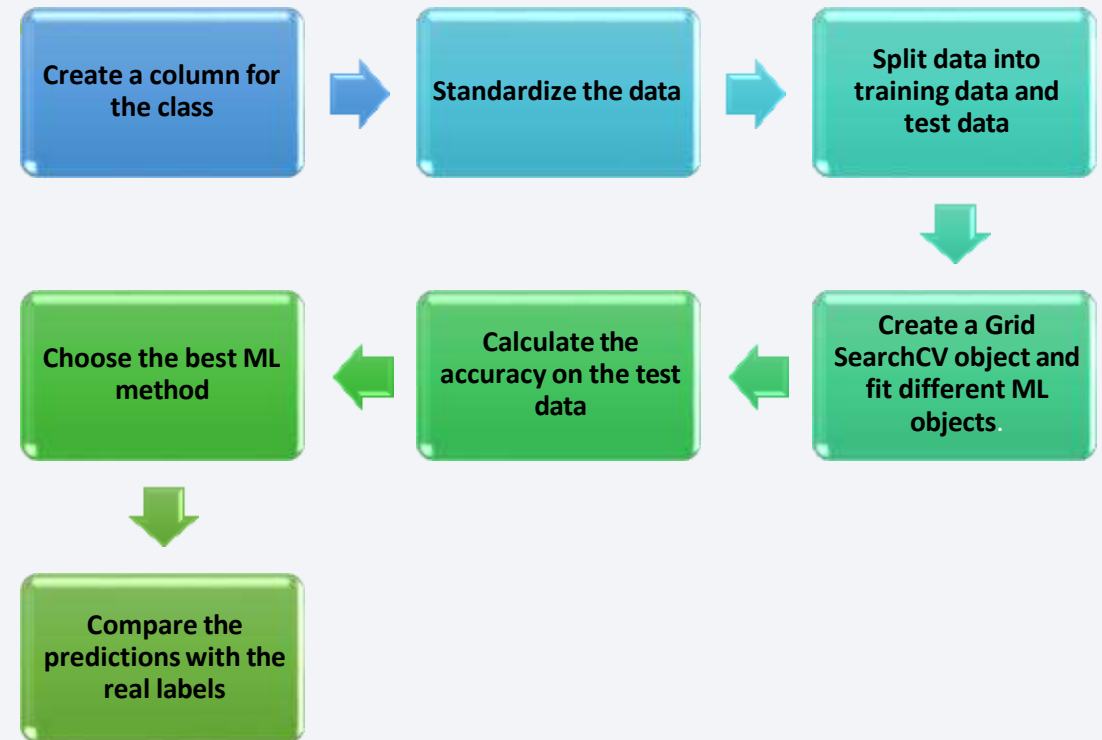 Create a column for
the class
Standardize the data
Split data into
training data and
test data
Create a Grid
SearchCV object and
fit different ML
objects.
Calculate the
accuracy on the test
data
Choose the best ML
method
Compare the
predictions with the
real labels